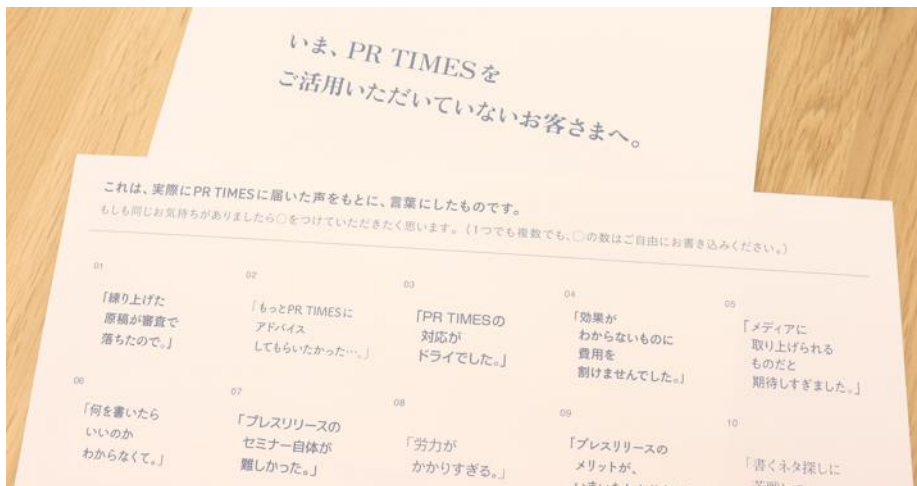 いま、PR TIMESを
ご活用いただいていないお客さまへ。
これは、実際にPR TIMESに届いた声をもとに、言葉にしたものです。
もしも同じお気持ちがありましたら○をつけていただきたく思います。（1つでも複数でも、○の数はご自由にお書き込みください。）
01
「練り上げた
原稿が審査で
落ちたので。」
02
「もっとPR TIMESに
アドバイス
してもらいたかった…。」
03
「PR TIMESの
対応が
ドライでした。」
04
「効果が
わからないものに
費用を
割けませんでした。」
05
「メディアに
取り上げられる
ものだと
期待しすぎました。」
06
「何を書いたら
いいのか
わからなくて。」
07
「プレスリリースの
セミナー自体が
難しかった。」
08
「労力が
かかりすぎる。」
09
「プレスリリースの
メリットが、
10
「書くネタ探しに